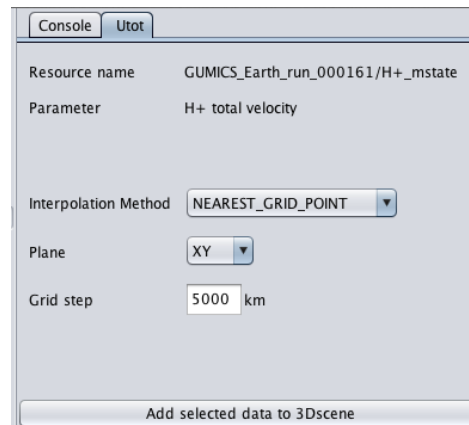 Console Utot
Resource name GUMICS_Earth_run_000161/H+_mstate
Parameter H+ total velocity
Interpolation Method NEAREST_GRID_POINT
Plane XY
Grid step 5000 km
Add selected data to 3Dscene